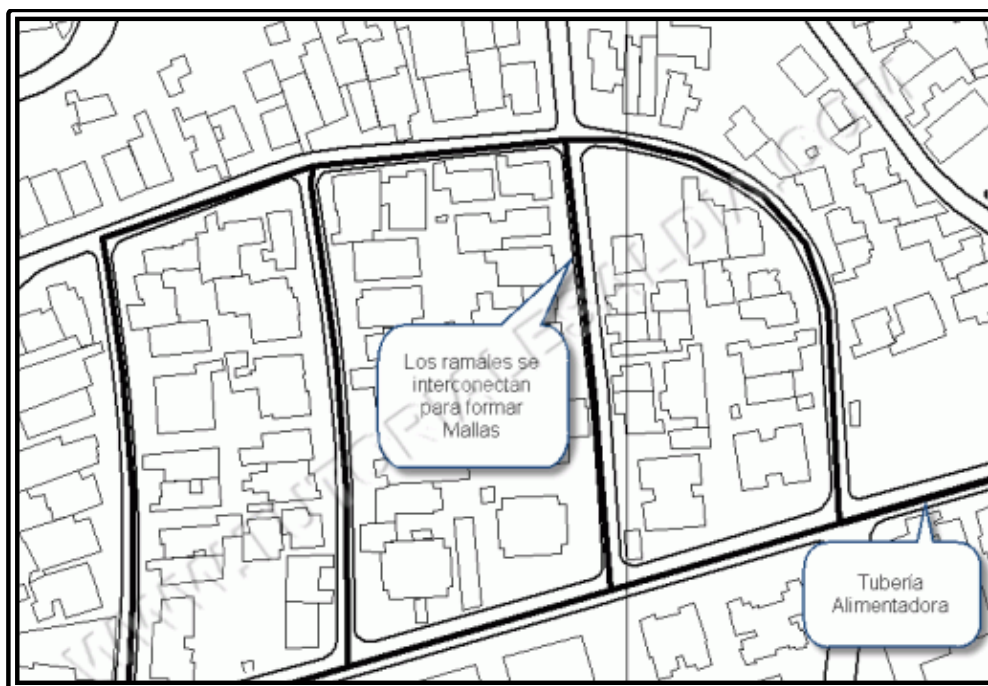 Los ramales se
interconectan
para formar
Mallas
Tubería
Alimentadora